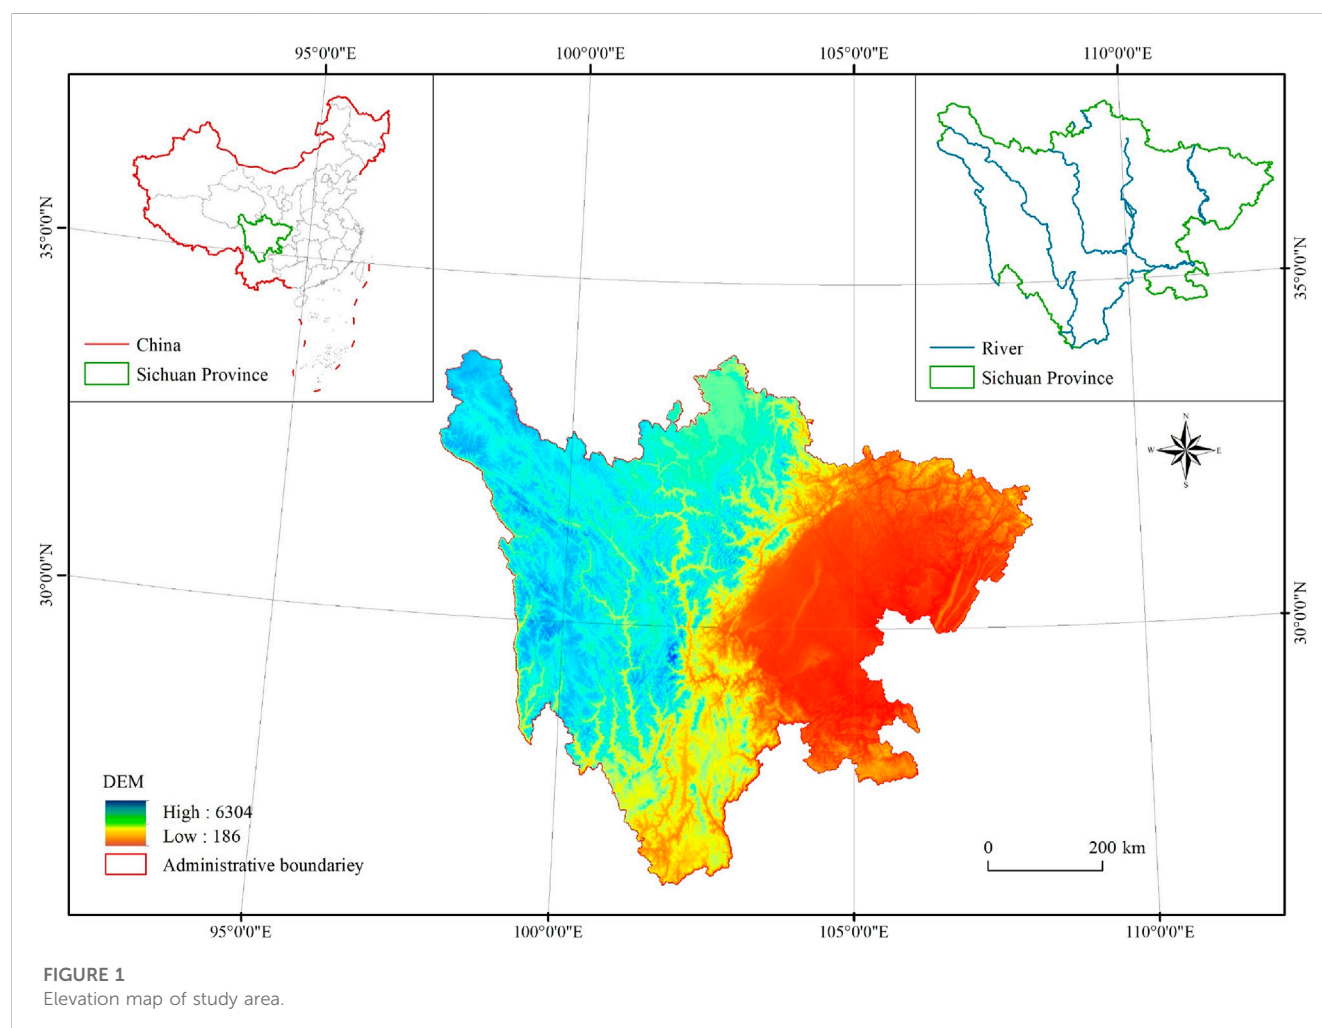 95°0'0"E
100°0'0"E
105°0'0"E
110°0'0"E
35°0'0"N
35°0'0"N
China
Sichuan Province
River
Sichuan Province
N
W
E
S
30°0'0"N
30°0'0"N
DEM
High : 6304
Low : 186
Administrative boundariey
0
200 km
95°0'0"E
100°0'0"E
105°0'0"E
110°0'0"E
FIGURE 1
Elevation map of study area.